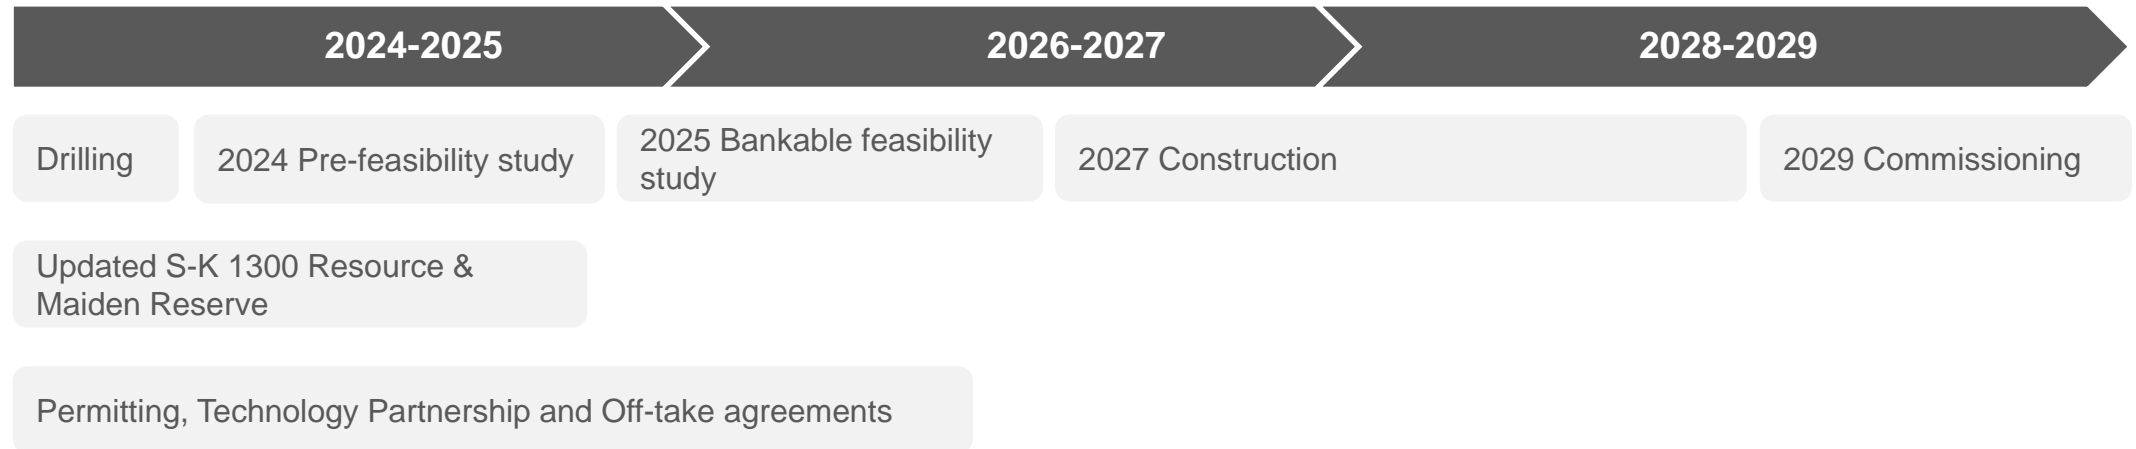 2024-2025
2026-2027
2028-2029
Drilling
2024 Pre-feasibility study
2025 Bankable feasibility
study
2027 Construction
2029 Commissioning
Updated S-K 1300 Resource &
Maiden Reserve
Permitting, Technology Partnership and Off-take agreements